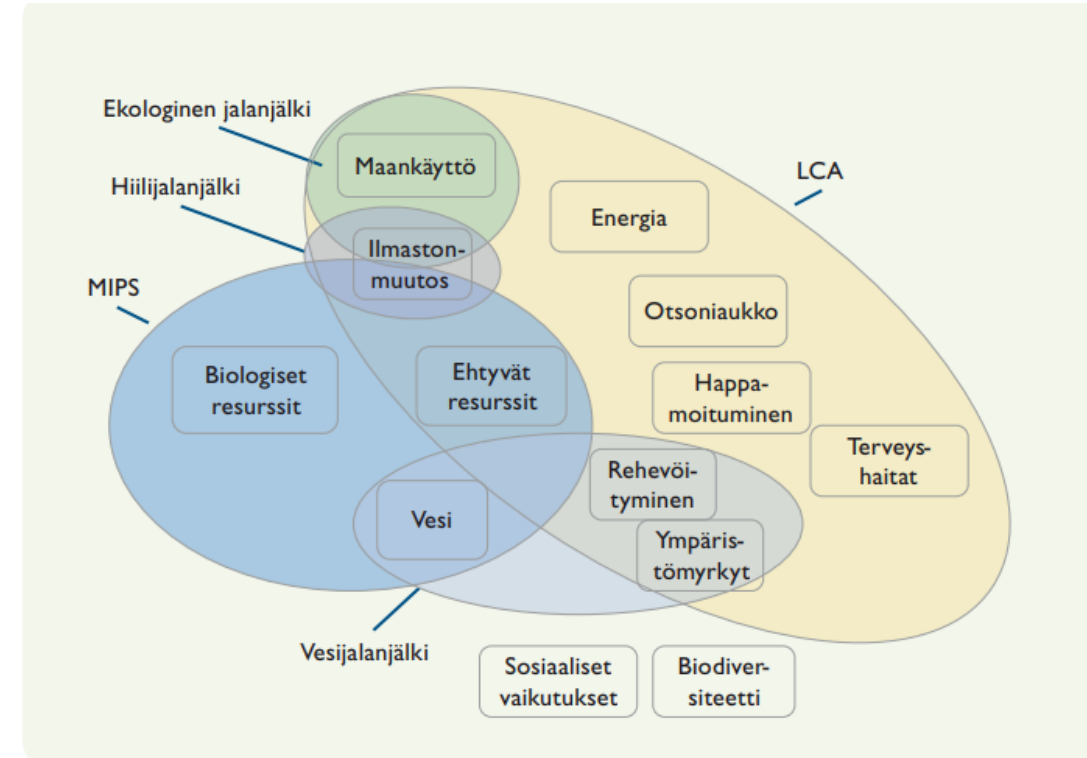 Ekologinen jalanjälki
Maankäyttö
LCA
Hiilijalanjälki
Energia
Ilmaston-
muutos
MIPS
Otsoniaukko
Biologiset
resurssit
Ehtyvät
resurssit
Happa-
moituminen
Terveys-
haitat
Rehevöi-
tyminen
Vesi
Ympäris-
tömyrkyt
Vesijalanjälki
Sosiaaliset
vaikutukset
Biodiver-
siteetti